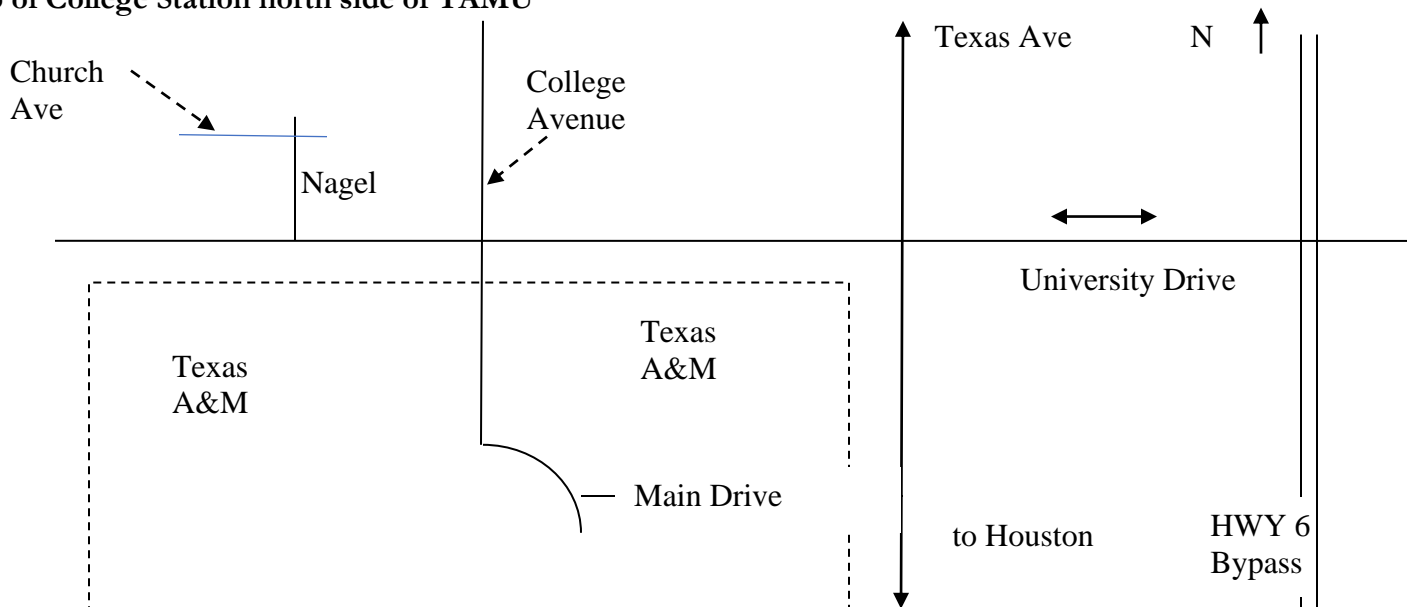 of College Station north side of TAMU
Texas Ave
N
Church
Ave
College
Avenue
Nagel
University Drive
Texas
A&M
Texas
A&M
Main Drive
to Houston
HWY 6
Bypass